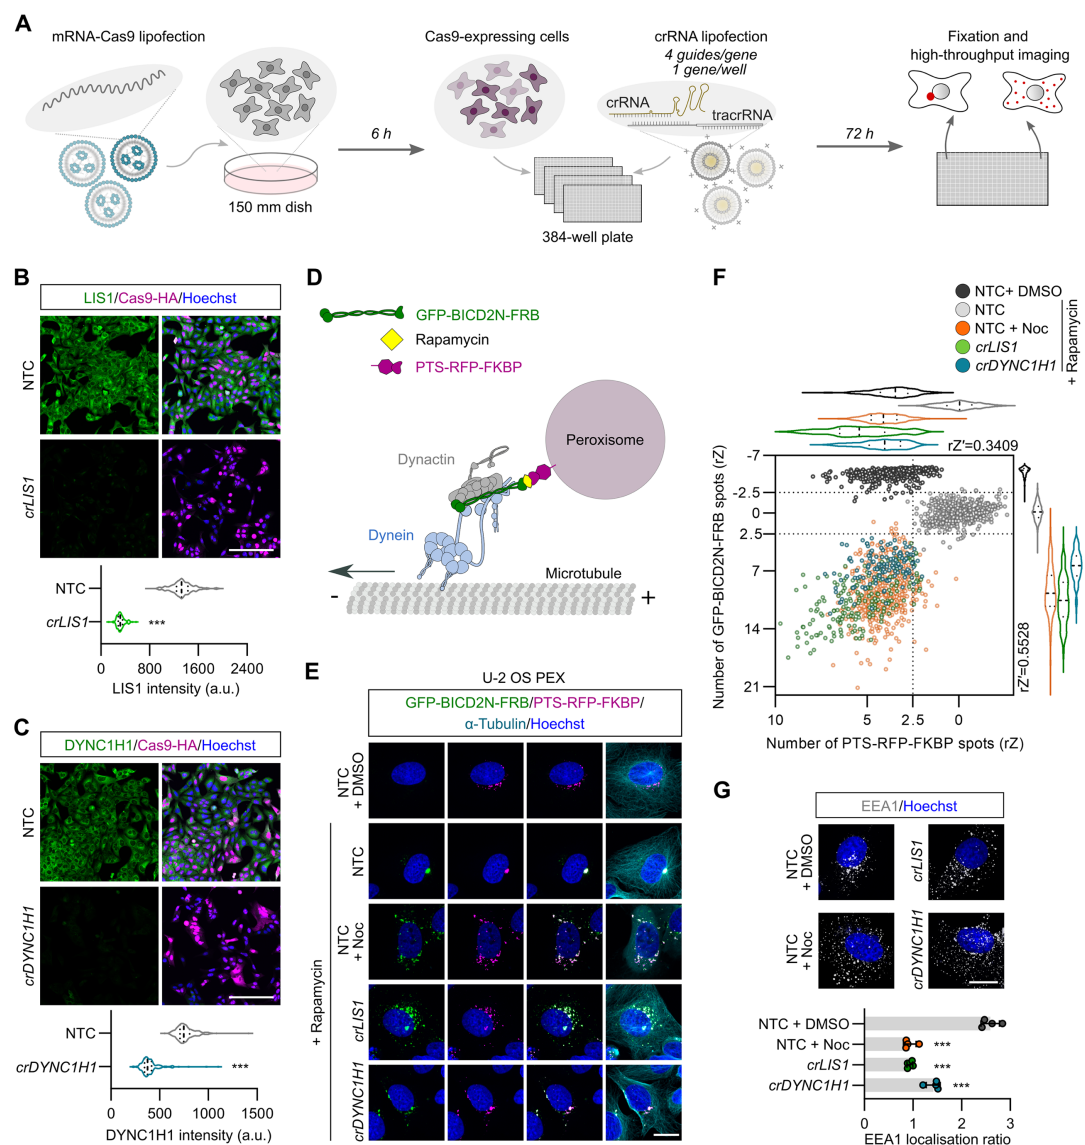 A
mRNA-Cas9 lipofection
150 mm dish
6 h
Cas9-expressing cells
384-well plate
crRNA lipofection
4 guides/gene
1 gene/well
crRNA
tracrRNA
72 h
Fixation and
high-throughput imaging
B
LIS1/Cas9-HA/Hoechst
NTC
crLIS1
NTC
crLIS1
***
0
800
1600
2400
LIS1 intensity (a.u.)
C
DYNC1H1/Cas9-HA/Hoechst
NTC
crDYNC1H1
NTC
crDYNC1H1
***
0
500
1000
1500
DYNC1H1 intensity (a.u.)
D
GFP-BICD2N-FRB
Rapamycin
PTS-RFP-FKBP
Peroxisome
Dynactin
Dynein
Microtubule
-
+
E
U-2 OS PEX
GFP-BICD2N-FRB/PTS-RFP-FKBP/
α-Tubulin/Hoechst
NTC
+ DMSO
+ Rapamycin
NTC
NTC
+ Noc
crLIS1
crDYNC1H1
F
NTC+ DMSO
NTC
NTC + Noc
crLIS1
crDYNC1H1
+ Rapamycin
rZ'=0.3409
rZ'=0.5528
Number of GFP-BICD2N-FRB spots (rZ)
-7
-2.5
0
2.5
7
14
21
10
5
2.5
0
Number of PTS-RFP-FKBP spots (rZ)
G
EEA1/Hoechst
NTC
+ DMSO
crLIS1
NTC
+ Noc
crDYNC1H1
NTC + DMSO
NTC + Noc
***
crLIS1
***
crDYNC1H1
***
0
1
2
3
EEA1 localisation ratio